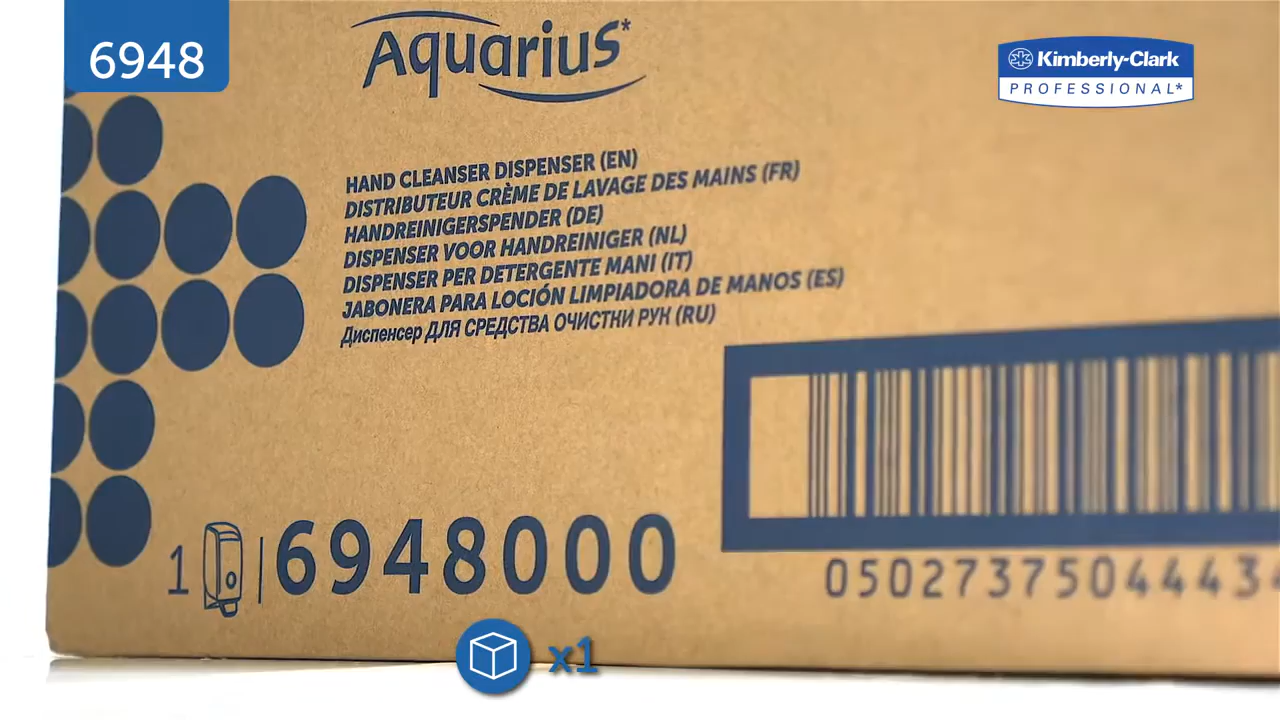 6948
Aquarius*
Kimberly-Clark
PROFESSIONAL*
HAND CLEANSER DISPENSER (EN)
DISTRIBUTEUR CRÈME DE LAVAGE DES MAINS (FR)
HANDREINIGERSPENDER (DE)
DISPENSER VOOR HANDREINIGER (NL)
DISPENSER PER DETERGENTE MANI (IT)
JABONERA PARA LOCIÓN LIMPIADORA DE MANOS (ES)
Диспенсер ДЛЯ СРЕДСТВА ОЧИСТКИ РУК (RU)
1 | 6948000
0502737504443
x1